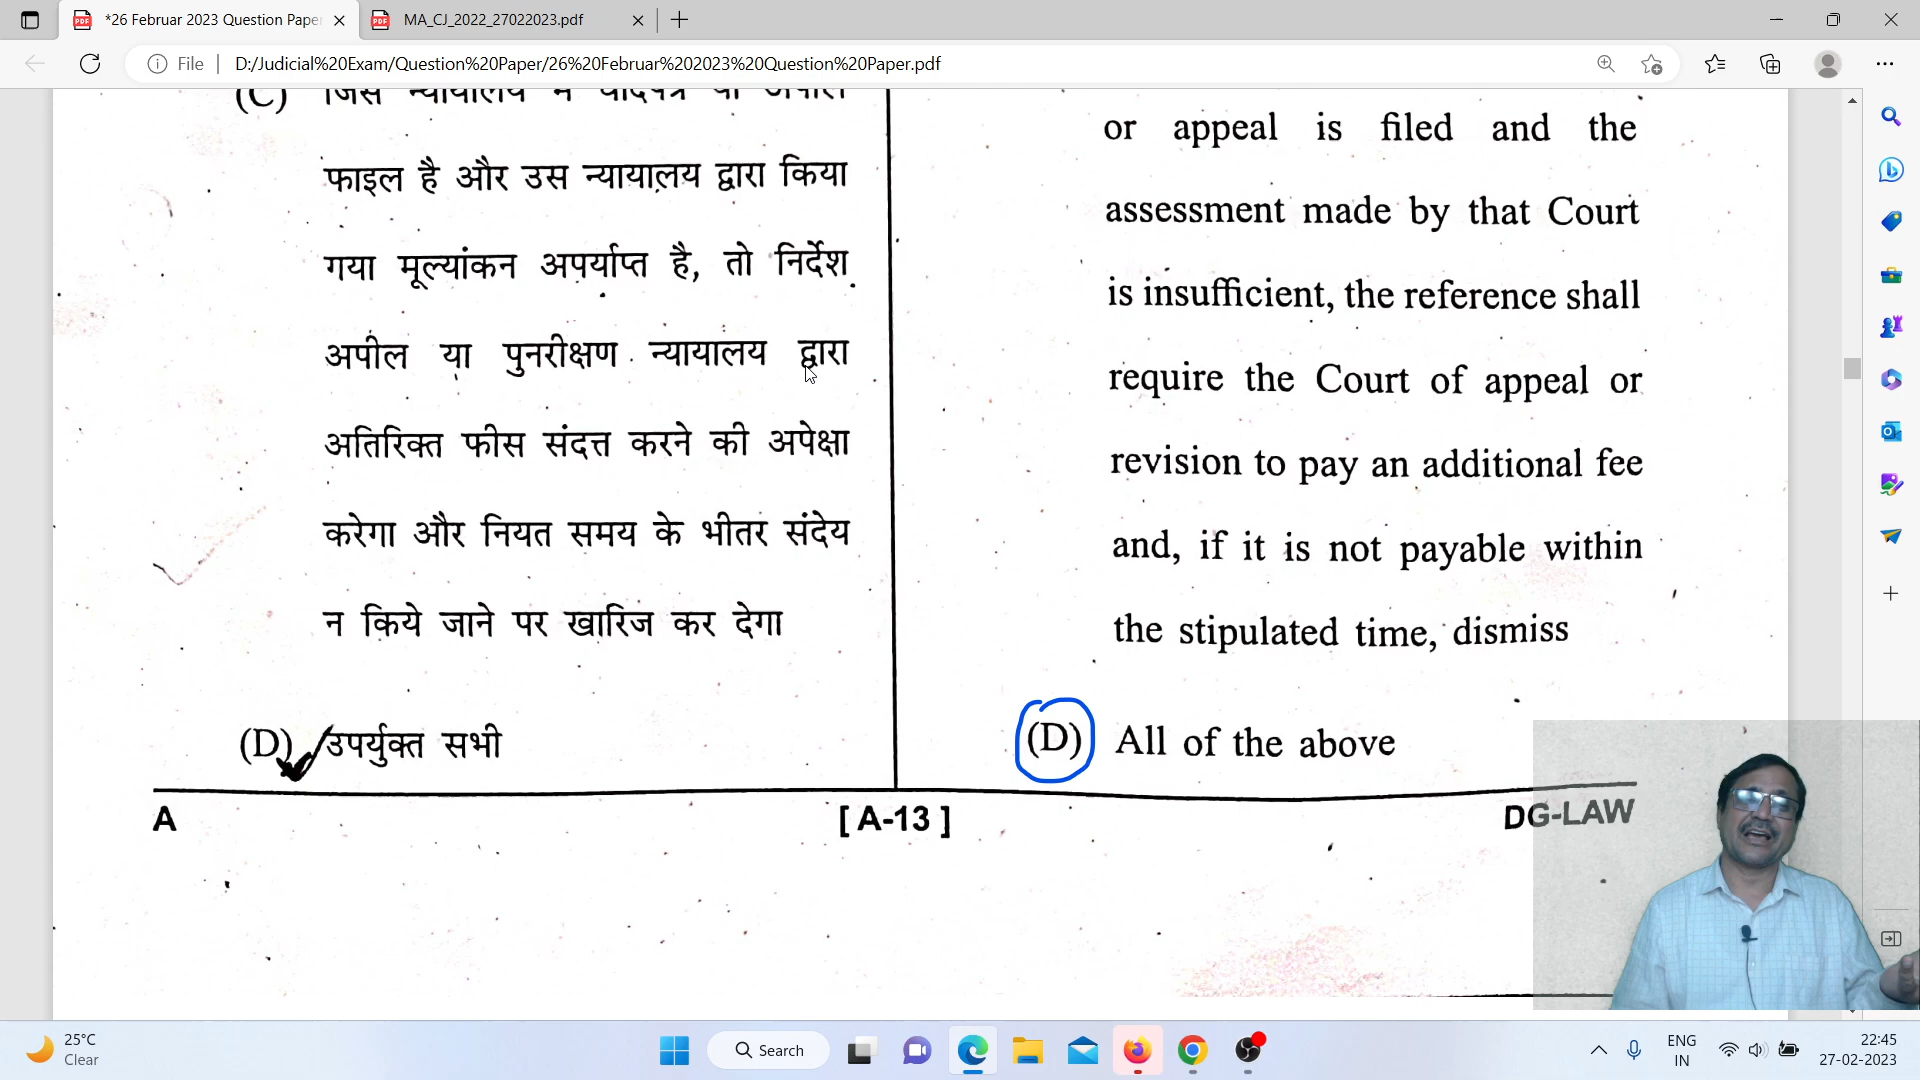 *26 Februar 2023 Question Pape
MA_CJ_2022_27022023.pdf
File
D:/Judicial%20Exam/Question%20Paper/26%20Februar%202023%20Question%20Paper.pdf
(C) जिस न्यायालय में वादपत्र या अपील
फाइल है और उस न्यायालय द्वारा किया
गया मूल्यांकन अपर्याप्त है, तो निर्देश
अपील या पुनरीक्षण न्यायालय द्वारा
अतिरिक्त फीस संदत्त करने की अपेक्षा
करेगा और नियत समय के भीतर संदेय
न किये जाने पर खारिज कर देगा
(D) उपर्युक्त सभी
or appeal is filed and the
assessment made by that Court
is insufficient, the reference shall
require the Court of appeal or
revision to pay an additional fee
and, if it is not payable within
the stipulated time, dismiss
(D) All of the above
A
[ A-13 ]
DG-LAW
25°C
Clear
Search
ENG
IN
22:45
27-02-2023